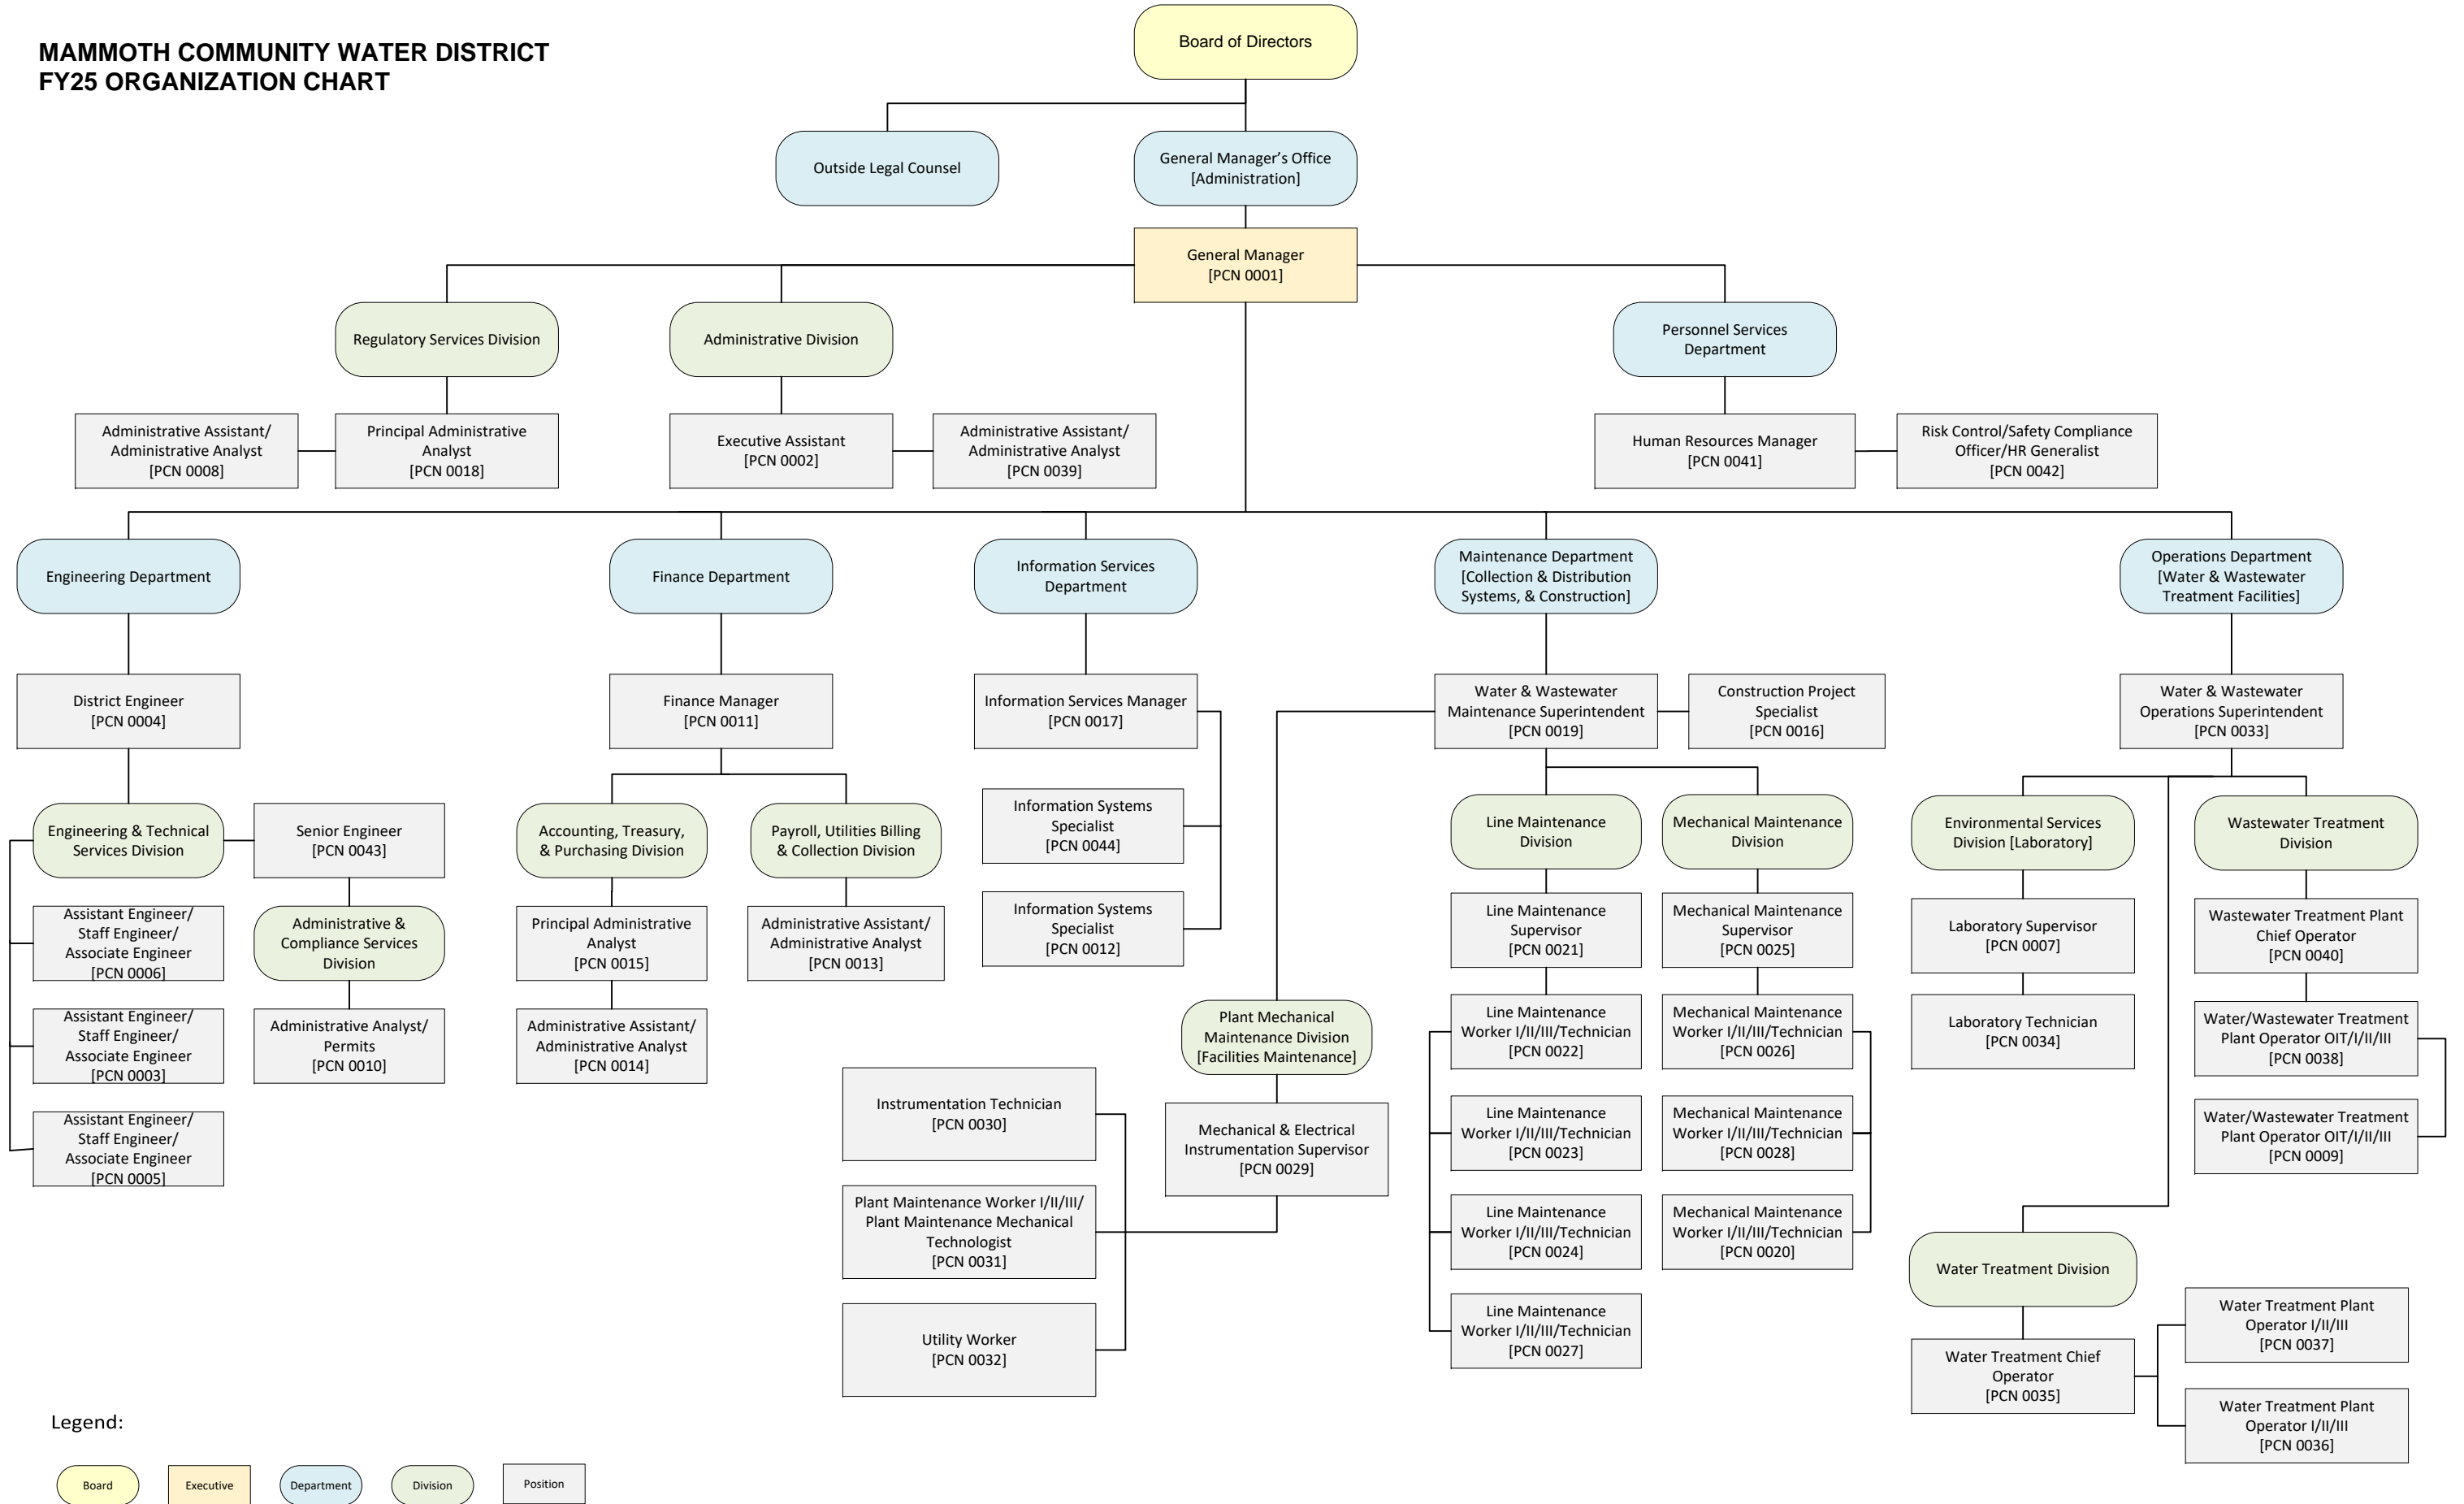 MAMMOTH COMMUNITY WATER DISTRICT
FY25 ORGANIZATION CHART
Board of Directors
Outside Legal Counsel
General Manager’s Office
[Administration]
General Manager
[PCN 0001]
Regulatory Services Division
Administrative Division
Personnel Services
Department
Administrative Assistant/
Administrative Analyst
[PCN 0008]
Principal Administrative
Analyst
[PCN 0018]
Executive Assistant
[PCN 0002]
Administrative Assistant/
Administrative Analyst
[PCN 0039]
Human Resources Manager
[PCN 0041]
Risk Control/Safety Compliance
Officer/HR Generalist
[PCN 0042]
Engineering Department
Finance Department
Information Services
Department
Maintenance Department
[Collection & Distribution
Systems, & Construction]
Operations Department
[Water & Wastewater
Treatment Facilities]
District Engineer
[PCN 0004]
Finance Manager
[PCN 0011]
Information Services Manager
[PCN 0017]
Water & Wastewater
Maintenance Superintendent
[PCN 0019]
Construction Project
Specialist
[PCN 0016]
Water & Wastewater
Operations Superintendent
[PCN 0033]
Engineering & Technical
Services Division
Senior Engineer
[PCN 0043]
Accounting, Treasury,
& Purchasing Division
Payroll, Utilities Billing
& Collection Division
Information Systems
Specialist
[PCN 0044]
Line Maintenance
Division
Mechanical Maintenance
Division
Environmental Services
Division [Laboratory]
Wastewater Treatment
Division
Assistant Engineer/
Staff Engineer/
Associate Engineer
[PCN 0006]
Administrative &
Compliance Services
Division
Principal Administrative
Analyst
[PCN 0015]
Administrative Assistant/
Administrative Analyst
[PCN 0013]
Information Systems
Specialist
[PCN 0012]
Line Maintenance
Supervisor
[PCN 0021]
Mechanical Maintenance
Supervisor
[PCN 0025]
Laboratory Supervisor
[PCN 0007]
Wastewater Treatment Plant
Chief Operator
[PCN 0040]
Assistant Engineer/
Staff Engineer/
Associate Engineer
[PCN 0003]
Administrative Analyst/
Permits
[PCN 0010]
Administrative Assistant/
Administrative Analyst
[PCN 0014]
Plant Mechanical
Maintenance Division
[Facilities Maintenance]
Line Maintenance
Worker I/II/III/Technician
[PCN 0022]
Mechanical Maintenance
Worker I/II/III/Technician
[PCN 0026]
Laboratory Technician
[PCN 0034]
Water/Wastewater Treatment
Plant Operator OIT/I/II/III
[PCN 0038]
Assistant Engineer/
Staff Engineer/
Associate Engineer
[PCN 0005]
Instrumentation Technician
[PCN 0030]
Mechanical & Electrical
Instrumentation Supervisor
[PCN 0029]
Line Maintenance
Worker I/II/III/Technician
[PCN 0023]
Mechanical Maintenance
Worker I/II/III/Technician
[PCN 0028]
Water/Wastewater Treatment
Plant Operator OIT/I/II/III
[PCN 0009]
Plant Maintenance Worker I/II/III/
Plant Maintenance Mechanical
Technologist
[PCN 0031]
Line Maintenance
Worker I/II/III/Technician
[PCN 0024]
Mechanical Maintenance
Worker I/II/III/Technician
[PCN 0020]
Water Treatment Division
Utility Worker
[PCN 0032]
Line Maintenance
Worker I/II/III/Technician
[PCN 0027]
Water Treatment Chief
Operator
[PCN 0035]
Water Treatment Plant
Operator I/II/III
[PCN 0037]
Water Treatment Plant
Operator I/II/III
[PCN 0036]
Legend:
Board
Executive
Department
Division
Position